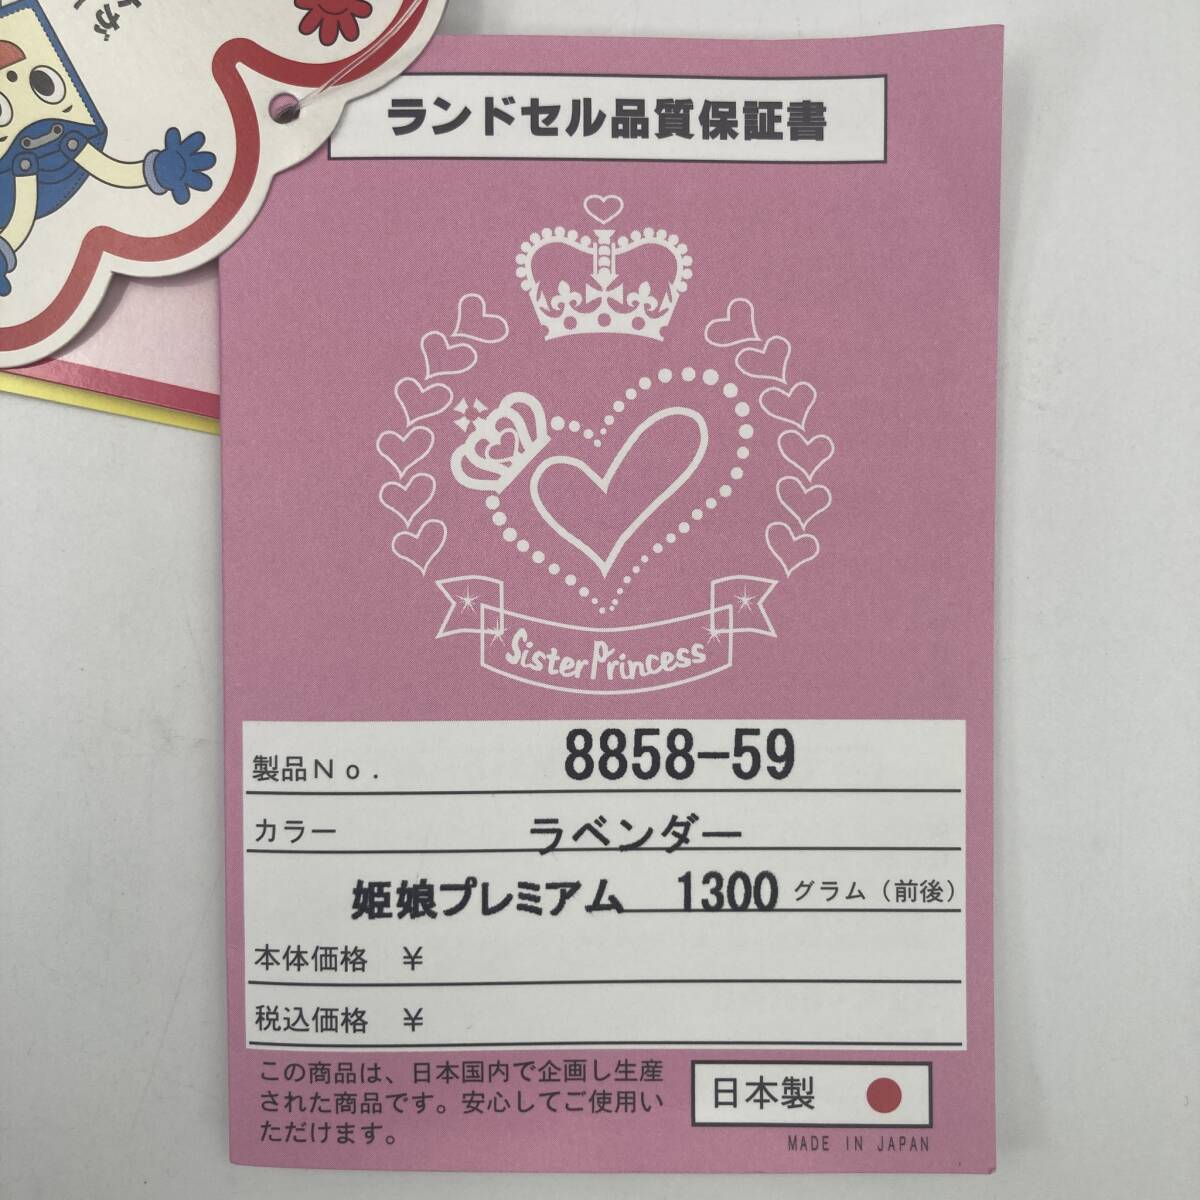 ランドセル品質保証書
Sister Princess
製品No. 8858-59
カラー ラベンダー
姫娘プレミアム 1300 グラム(前後)
本体価格 ¥
税込価格 ¥
この商品は、日本国内で企画し生産
された商品です。安心してご使用い
ただけます。
日本製
MADE IN JAPAN